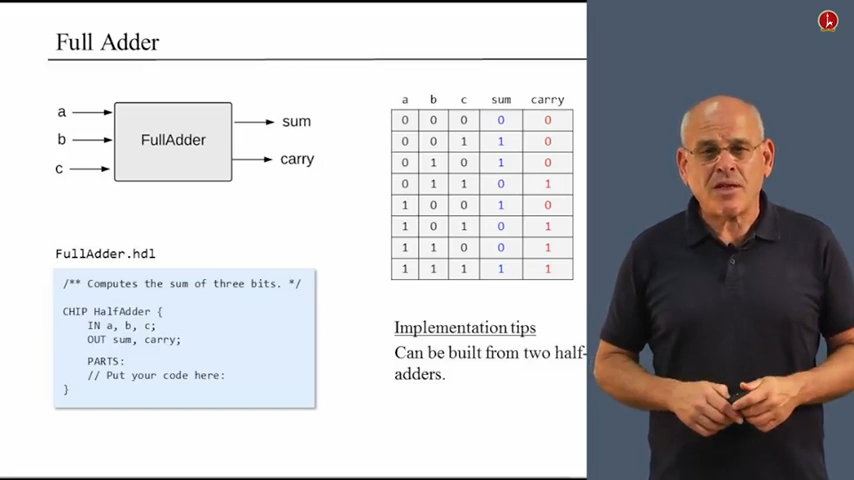 Full Adder
a
b
c
FullAdder
sum
carry
a b c sum carry
0 0 0 0 0
0 0 1 1 0
0 1 0 1 0
0 1 1 0 1
1 0 0 1 0
1 0 1 0 1
1 1 0 0 1
1 1 1 1 1
FullAdder.hdl
/** Computes the sum of three bits. */
CHIP HalfAdder {
IN a, b, c;
OUT sum, carry;
PARTS:
// Put your code here:
}
Implementation tips
Can be built from two half-
adders.